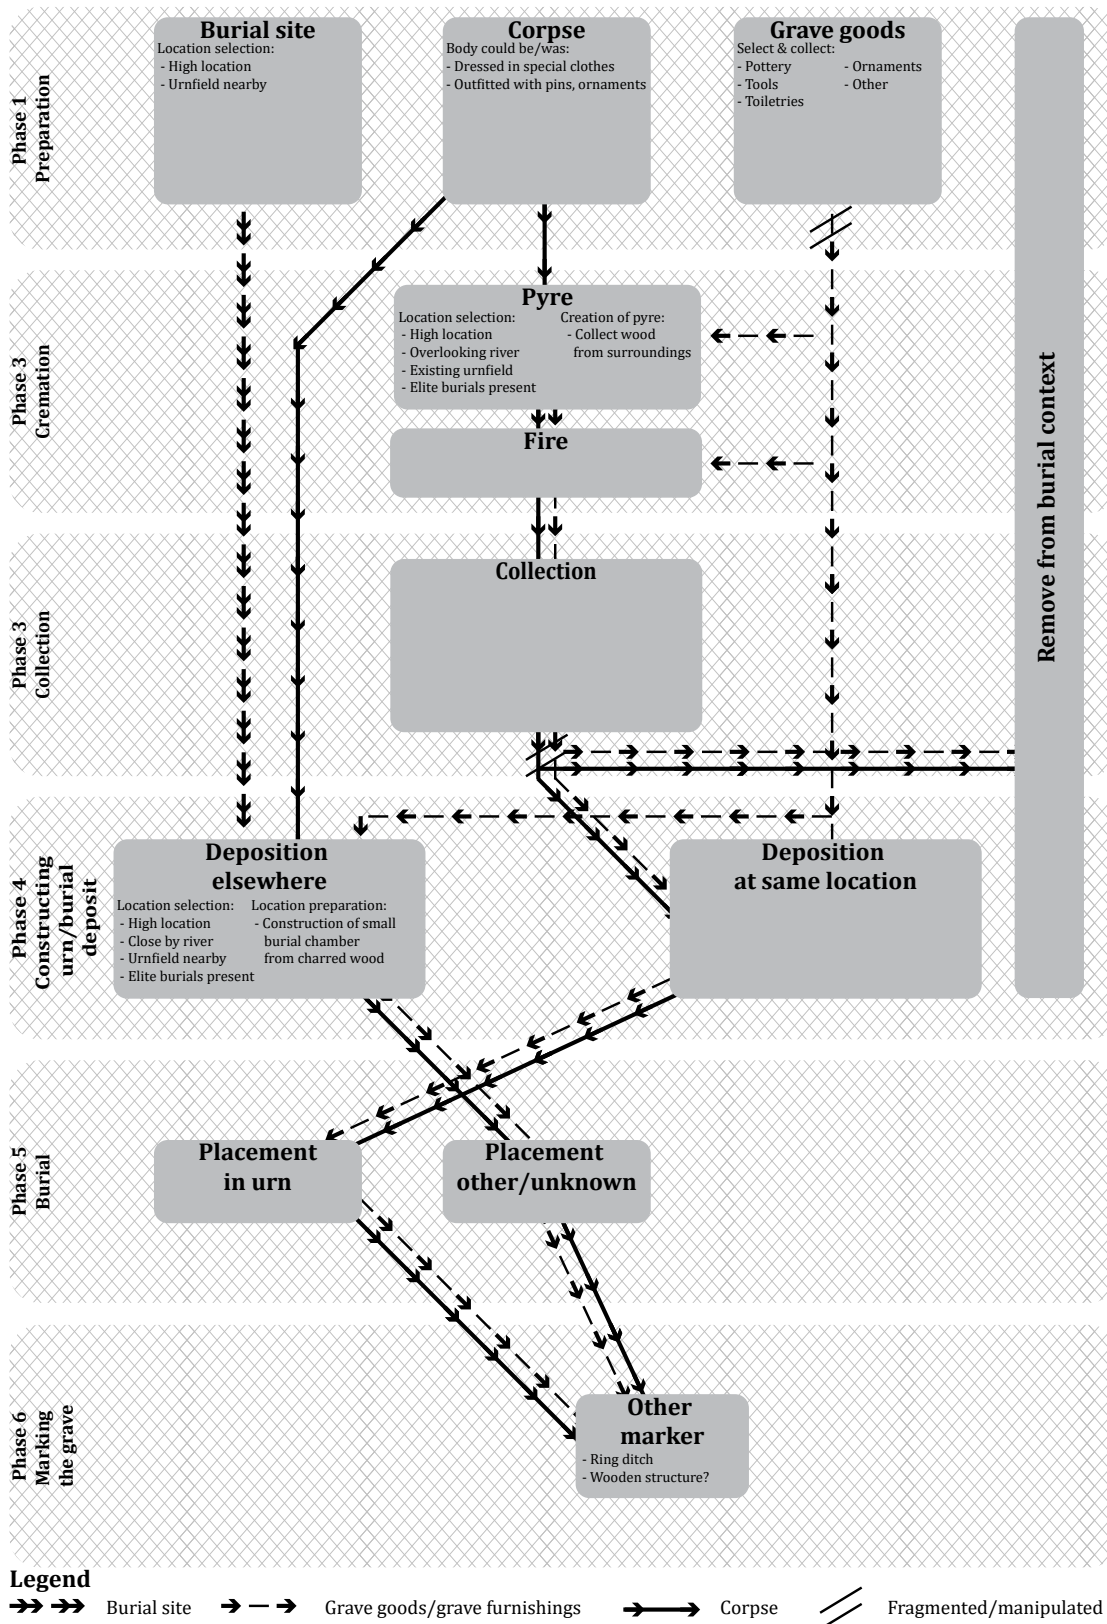 Phase 1
Preparation
Burial site
Location selection:
- High location
- Urnfield nearby
Corpse
Body could be/was:
- Dressed in special clothes
- Outfitted with pins, ornaments
Grave goods
Select & collect:
- Pottery
- Tools
- Toiletries
- Ornaments
- Other
Remove from burial context
Phase 3
Cremation
Pyre
Location selection:
- High location
- Overlooking river
- Existing urnfield
- Elite burials present
Creation of pyre:
- Collect wood
from surroundings
Fire
Phase 3
Collection
Collection
Phase 4
Constructing
urn/burial
deposit
Deposition
elsewhere
Location selection:
- High location
- Close by river
- Urnfield nearby
- Elite burials present
Location preparation:
- Construction of small
burial chamber
from charred wood
Deposition
at same location
Phase 5
Burial
Placement
in urn
Placement
other/unknown
Phase 6
Marking
the grave
Other
marker
- Ring ditch
- Wooden structure?
Legend
Burial site
Grave goods/grave furnishings
Corpse
Fragmented/manipulated